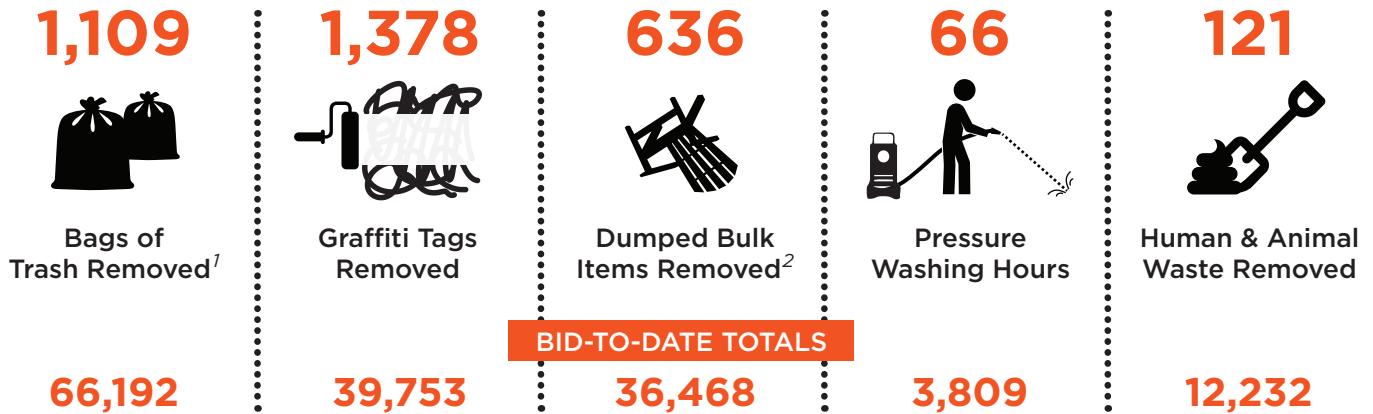 1,109
1,378
636
66
121
Bags of
Trash Removed1
Graffiti Tags
Removed
Dumped Bulk
Items Removed2
Pressure
Washing Hours
Human & Animal
Waste Removed
BID-TO-DATE TOTALS
66,192
39,753
36,468
3,809
12,232